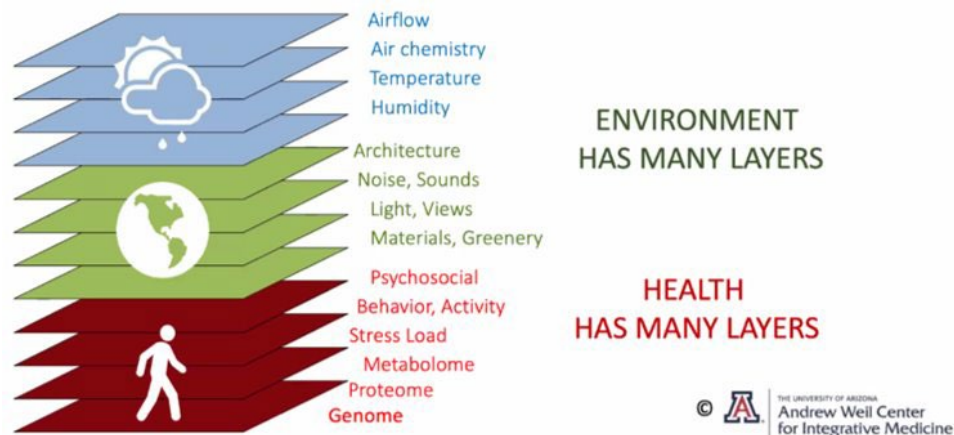 Airflow
Air chemistry
Temperature
Humidity
Architecture
Noise, Sounds
Light, Views
Materials, Greenery
Psychosocial
Behavior, Activity
Stress Load
Metabolome
Proteome
Genome
ENVIRONMENT
HAS MANY LAYERS
HEALTH
HAS MANY LAYERS
© A
THE UNIVERSITY OF ARIZONA
Andrew Weil Center
for Integrative Medicine